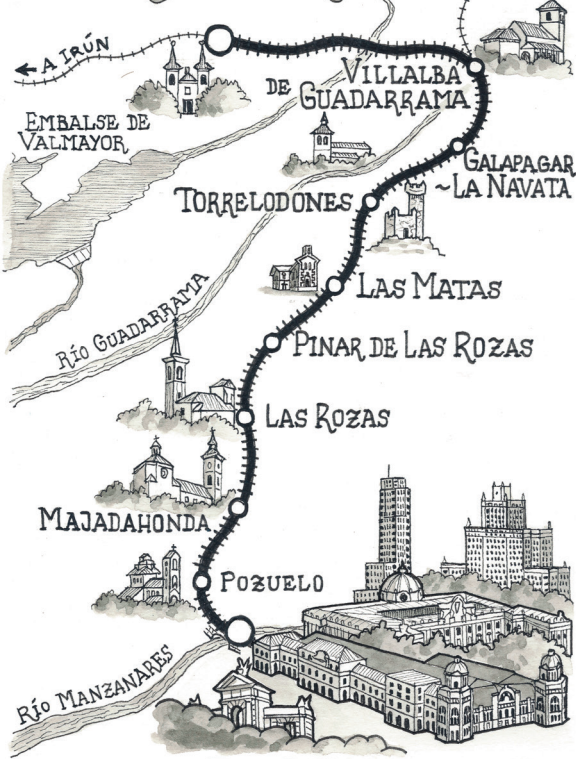 A IRÚN
VILLALBA
DE
GUADARRAMA
EMBALSE DE
VALMAYOR
GALAPAGAR
~LA NAVATA
TORRELODONES
LAS MATAS
RÍO GUADARRAMA
PINAR DE LAS ROZAS
LAS ROZAS
MAJADAHONDA
POZUELO
RÍO MANZANARES